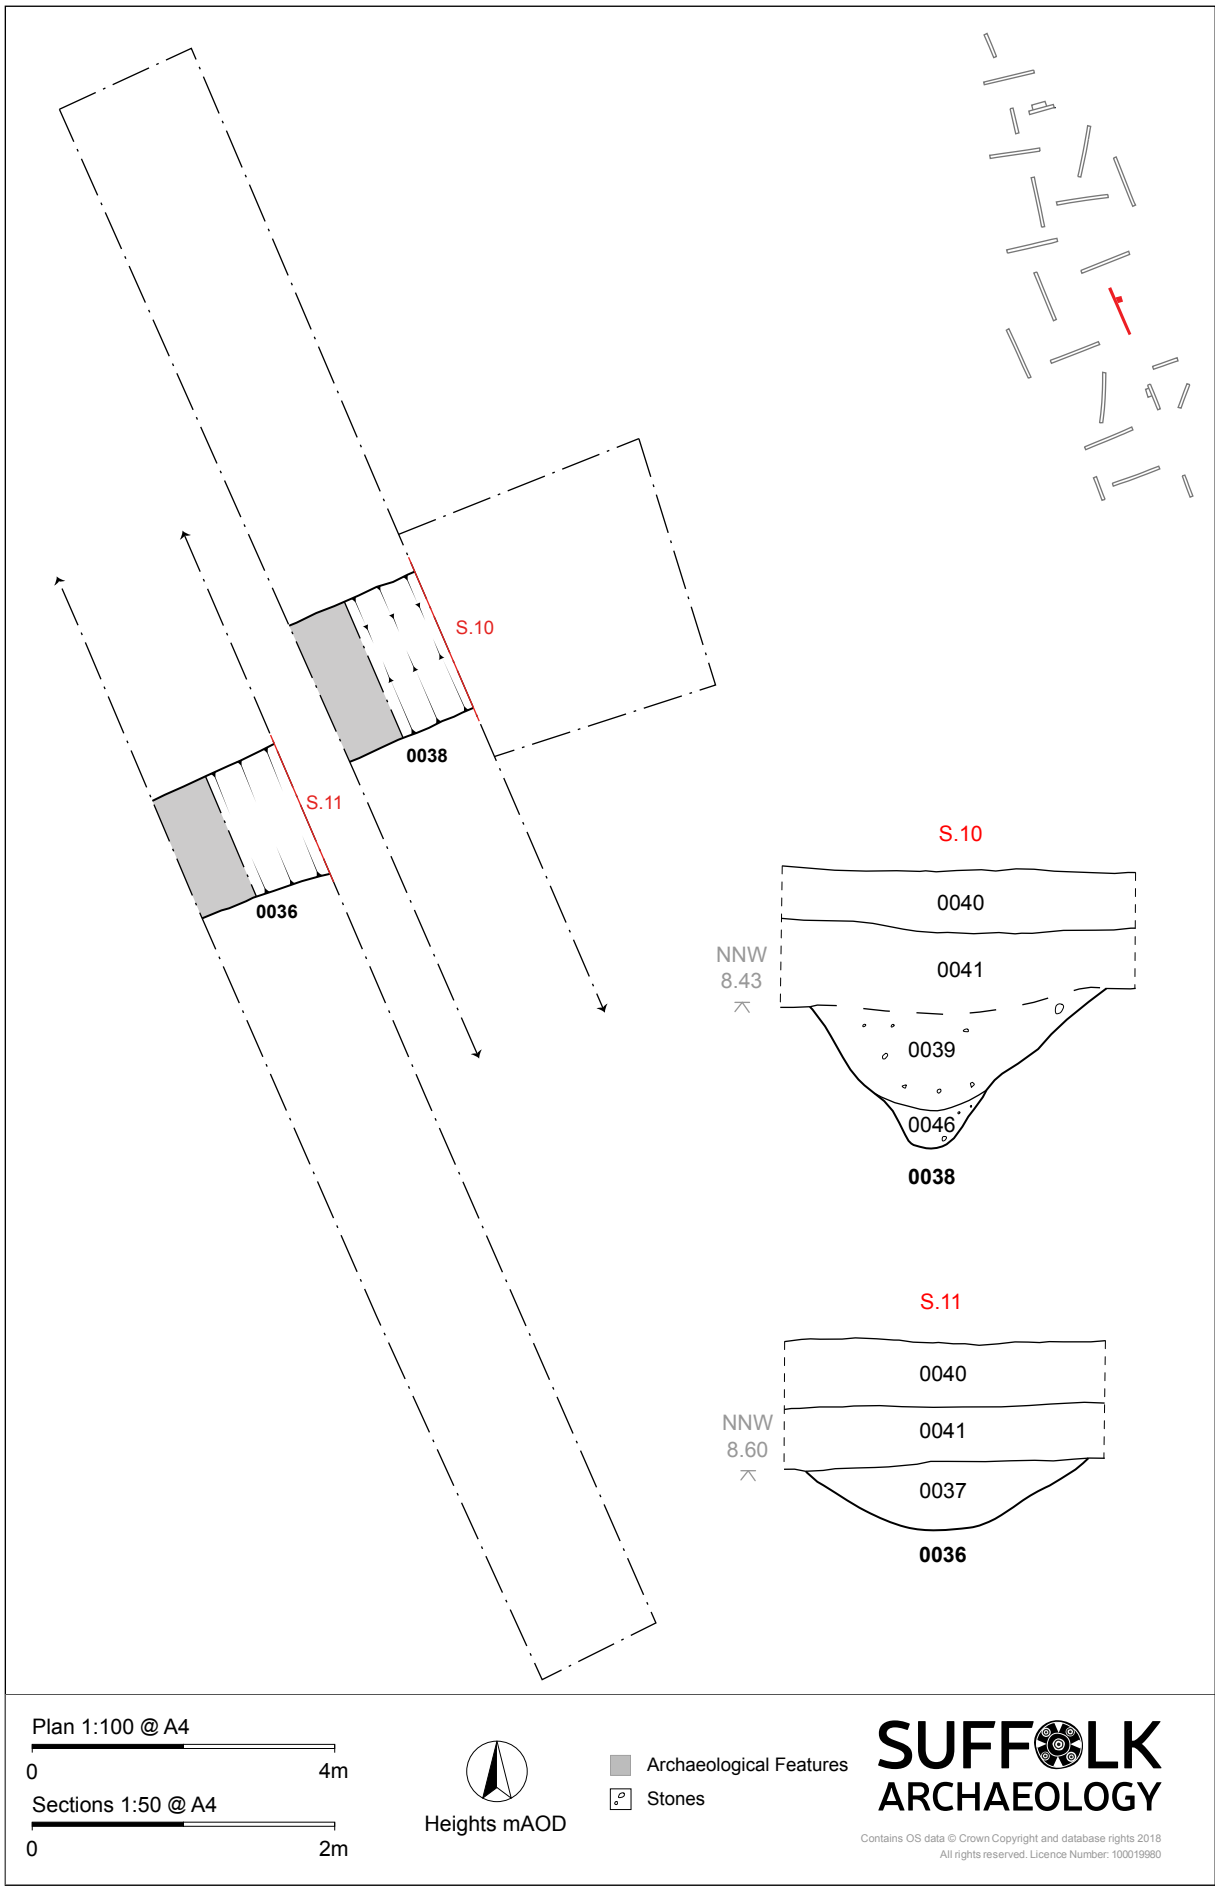 S.10
0038
S.11
0036
S.10
0040
NNW
8.43
0041
0039
0046
0038
S.11
0040
NNW
8.60
0041
0037
0036
Plan 1:100 @ A4
0 4m
Sections 1:50 @ A4
0 2m
Heights mAOD
Archaeological Features
Stones
SUFFOLK
ARCHAEOLOGY
Contains OS data © Crown Copyright and database rights 2018
All rights reserved. Licence Number: 100019980